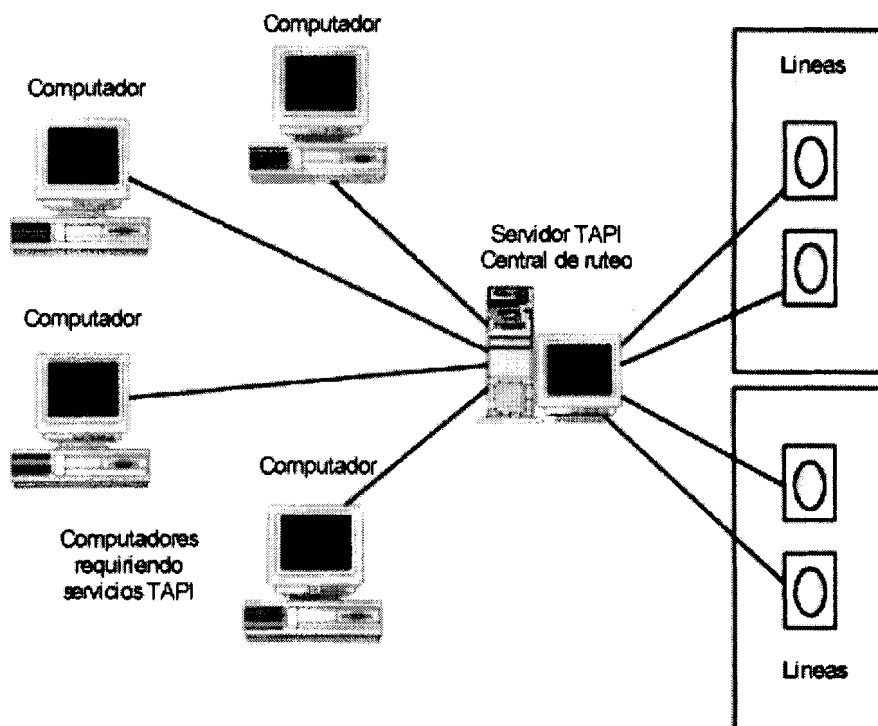 Computador
Computador
Líneas
Servidor TAPI
Central de ruteo
Computador
Computador
Computadores
requiriendo
servicios TAPI
Líneas